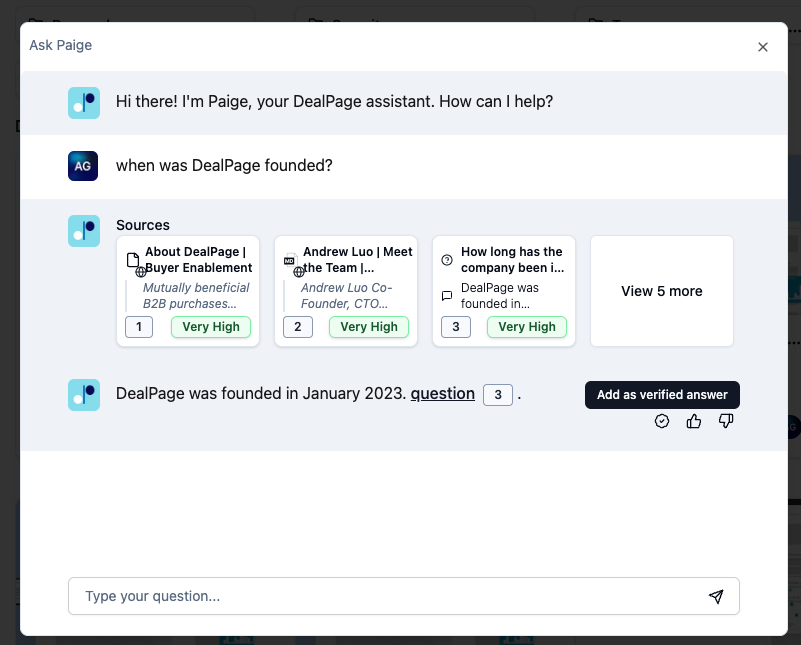 Ask Paige
Hi there! I'm Paige, your DealPage assistant. How can I help?
AG
when was DealPage founded?
Sources
About DealPage |
Buyer Enablement
Mutually beneficial
B2B purchases...
1
Very High
MD
Andrew Luo | Meet
the Team |...
Andrew Luo Co-
Founder, CTO...
2
Very High
How long has the
company been i...
DealPage was
founded in...
3
Very High
View 5 more
DealPage was founded in January 2023. question 3 .
Add as verified answer
Type your question...